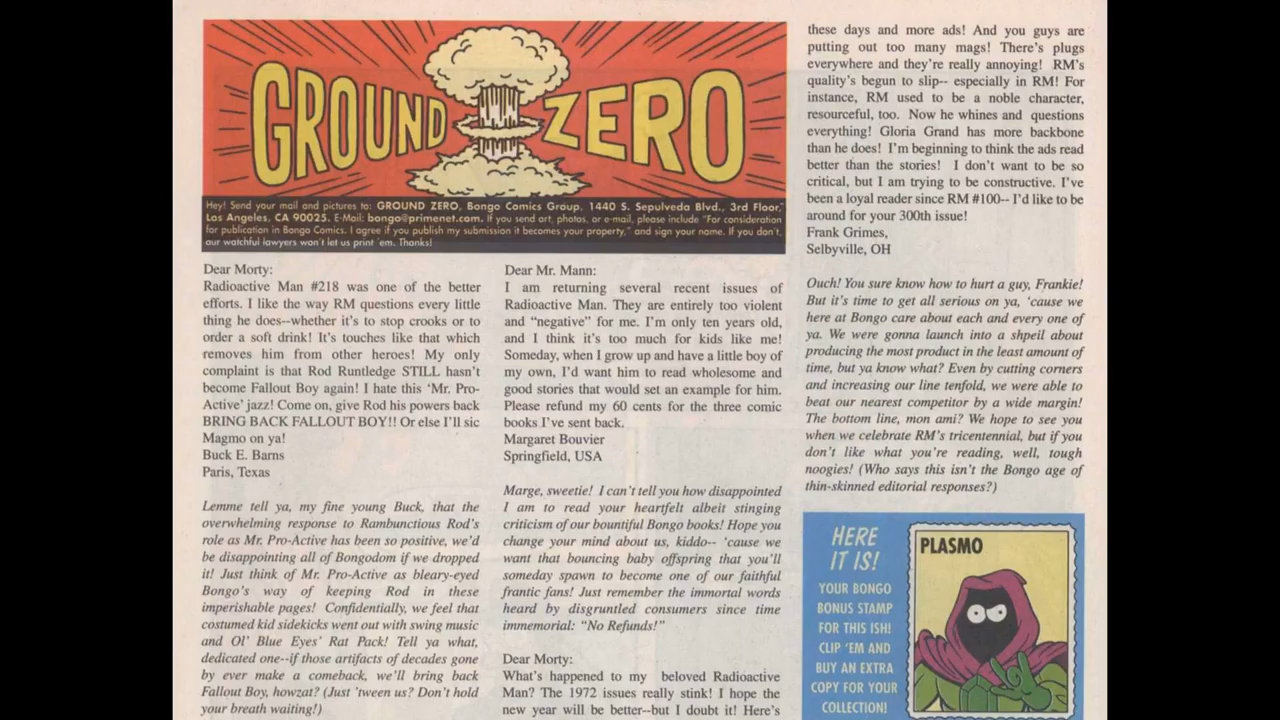 GROUND ZERO
Hey! Send your mail and pictures to: GROUND ZERO, Bongo Comics Group, 1440 S. Sepulveda Blvd., 3rd Floor,
Los Angeles, CA 90025. E-Mail: bongo@primenet.com. If you send art, photos, or e-mail, please include "For consideration
for publication in Bongo Comics. I agree if you publish my submission it becomes your property," and sign your name. If you don't,
our watchful lawyers won't let us print 'em. Thanks!
Dear Morty:
Radioactive Man #218 was one of the better
efforts. I like the way RM questions every little
thing he does--whether it's to stop crooks or to
order a soft drink! It's touches like that which
removes him from other heroes! My only
complaint is that Rod Runtledge STILL hasn't
become Fallout Boy again! I hate this 'Mr. Pro-
Active' jazz! Come on, give Rod his powers back
BRING BACK FALLOUT BOY!! Or else I'll sic
Magmo on ya!
Buck E. Barns
Paris, Texas
Lemme tell ya, my fine young Buck, that the
overwhelming response to Rambunctious Rod's
role as Mr. Pro-Active has been so positive, we'd
be disappointing all of Bongodom if we dropped
it! Just think of Mr. Pro-Active as bleary-eyed
Bongo's way of keeping Rod in these
imperishable pages! Confidentially, we feel that
costumed kid sidekicks went out with swing music
and Ol' Blue Eyes' Rat Pack! Tell ya what,
dedicated one--if those artifacts of decades gone
by ever make a comeback, we'll bring back
Fallout Boy, howzat? (Just 'tween us? Don't hold
your breath waiting!)
Dear Mr. Mann:
I am returning several recent issues of
Radioactive Man. They are entirely too violent
and "negative" for me. I'm only ten years old,
and I think it's too much for kids like me!
Someday, when I grow up and have a little boy of
my own, I'd want him to read wholesome and
good stories that would set an example for him.
Please refund my 60 cents for the three comic
books I've sent back.
Margaret Bouvier
Springfield, USA
Marge, sweetie! I can't tell you how disappointed
I am to read your heartfelt albeit stinging
criticism of our bountiful Bongo books! Hope you
change your mind about us, kiddo-- 'cause we
want that bouncing baby offspring that you'll
someday spawn to become one of our faithful
frantic fans! Just remember the immortal words
heard by disgruntled consumers since time
immemorial: "No Refunds!"
Dear Morty:
What's happened to my beloved Radioactive
Man? The 1972 issues really stink! I hope the
new year will be better--but I doubt it! Here's
these days and more ads! And you guys are
putting out too many mags! There's plugs
everywhere and they're really annoying! RM's
quality's begun to slip-- especially in RM! For
instance, RM used to be a noble character,
resourceful, too. Now he whines and questions
everything! Gloria Grand has more backbone
than he does! I'm beginning to think the ads read
better than the stories! I don't want to be so
critical, but I am trying to be constructive. I've
been a loyal reader since RM #100-- I'd like to be
around for your 300th issue!
Frank Grimes,
Selbyville, OH
Ouch! You sure know how to hurt a guy, Frankie!
But it's time to get all serious on ya, 'cause we
here at Bongo care about each and every one of
ya. We were gonna launch into a shpeil about
producing the most product in the least amount of
time, but ya know what? Even by cutting corners
and increasing our line tenfold, we were able to
beat our nearest competitor by a wide margin!
The bottom line, mon ami? We hope to see you
when we celebrate RM's tricentennial, but if you
don't like what you're reading, well, tough
noogies! (Who says this isn't the Bongo age of
thin-skinned editorial responses?)
HERE
IT IS!
YOUR BONGO
BONUS STAMP
FOR THIS ISH!
CLIP 'EM AND
BUY AN EXTRA
COPY FOR YOUR
COLLECTION!
PLASMO